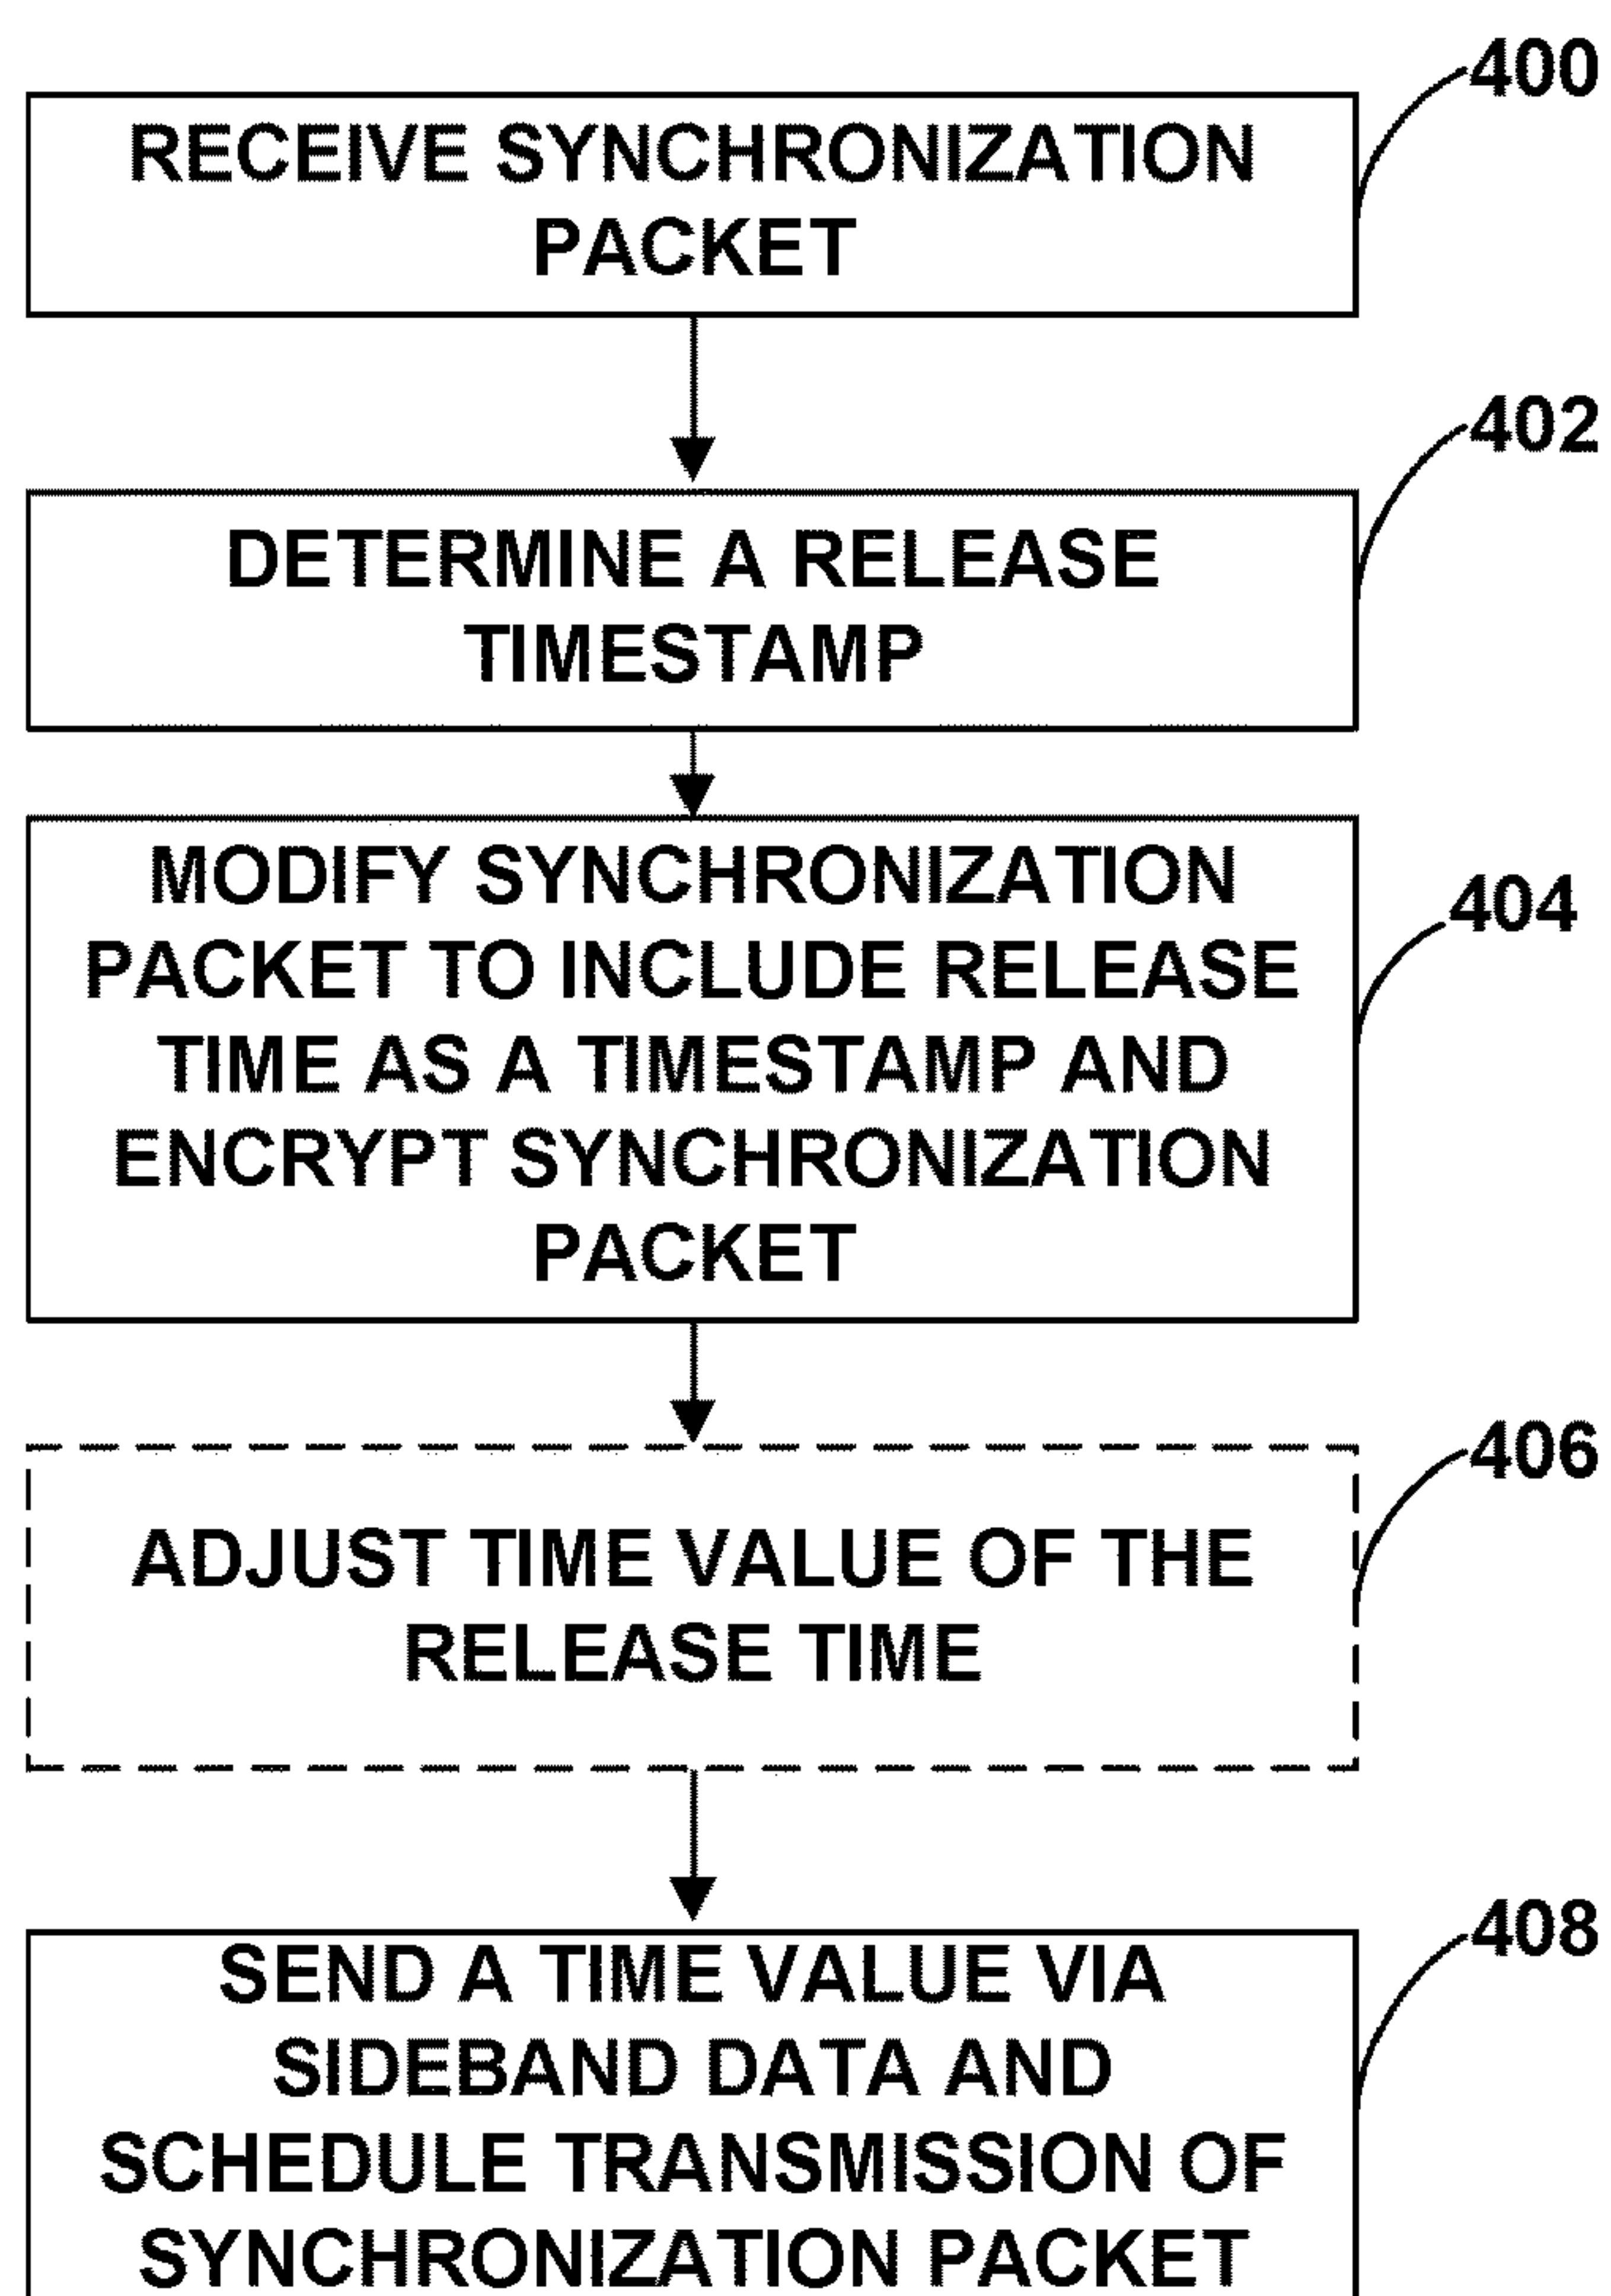 400
RECEIVE SYNCHRONIZATION
PACKET
402
DETERMINE A RELEASE
TIMESTAMP
404
MODIFY SYNCHRONIZATION
PACKET TO INCLUDE RELEASE
TIME AS A TIMESTAMP AND
ENCRYPT SYNCHRONIZATION
PACKET
406
ADJUST TIME VALUE OF THE
RELEASE TIME
408
SEND A TIME VALUE VIA
SIDEBAND DATA AND
SCHEDULE TRANSMISSION OF
SYNCHRONIZATION PACKET